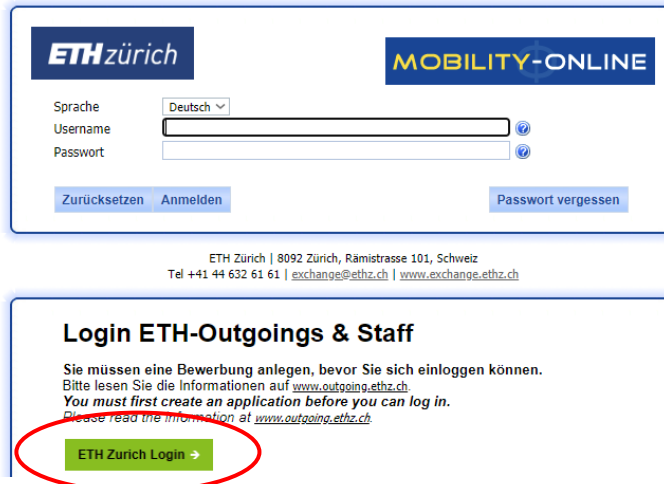 ETH zürich
MOBILITY-ONLINE
Sprache Deutsch
Username
Passwort
Zurücksetzen Anmelden Passwort vergessen
ETH Zürich | 8092 Zürich, Rämistrasse 101, Schweiz
Tel +41 44 632 61 61 | exchange@ethz.ch | www.exchange.ethz.ch
Login ETH-Outgoings & Staff
Sie müssen eine Bewerbung anlegen, bevor Sie sich einloggen können.
Bitte lesen Sie die Informationen auf www.outgoing.ethz.ch.
You must first create an application before you can log in.
Please read the information at www.outgoing.ethz.ch.
ETH Zurich Login →